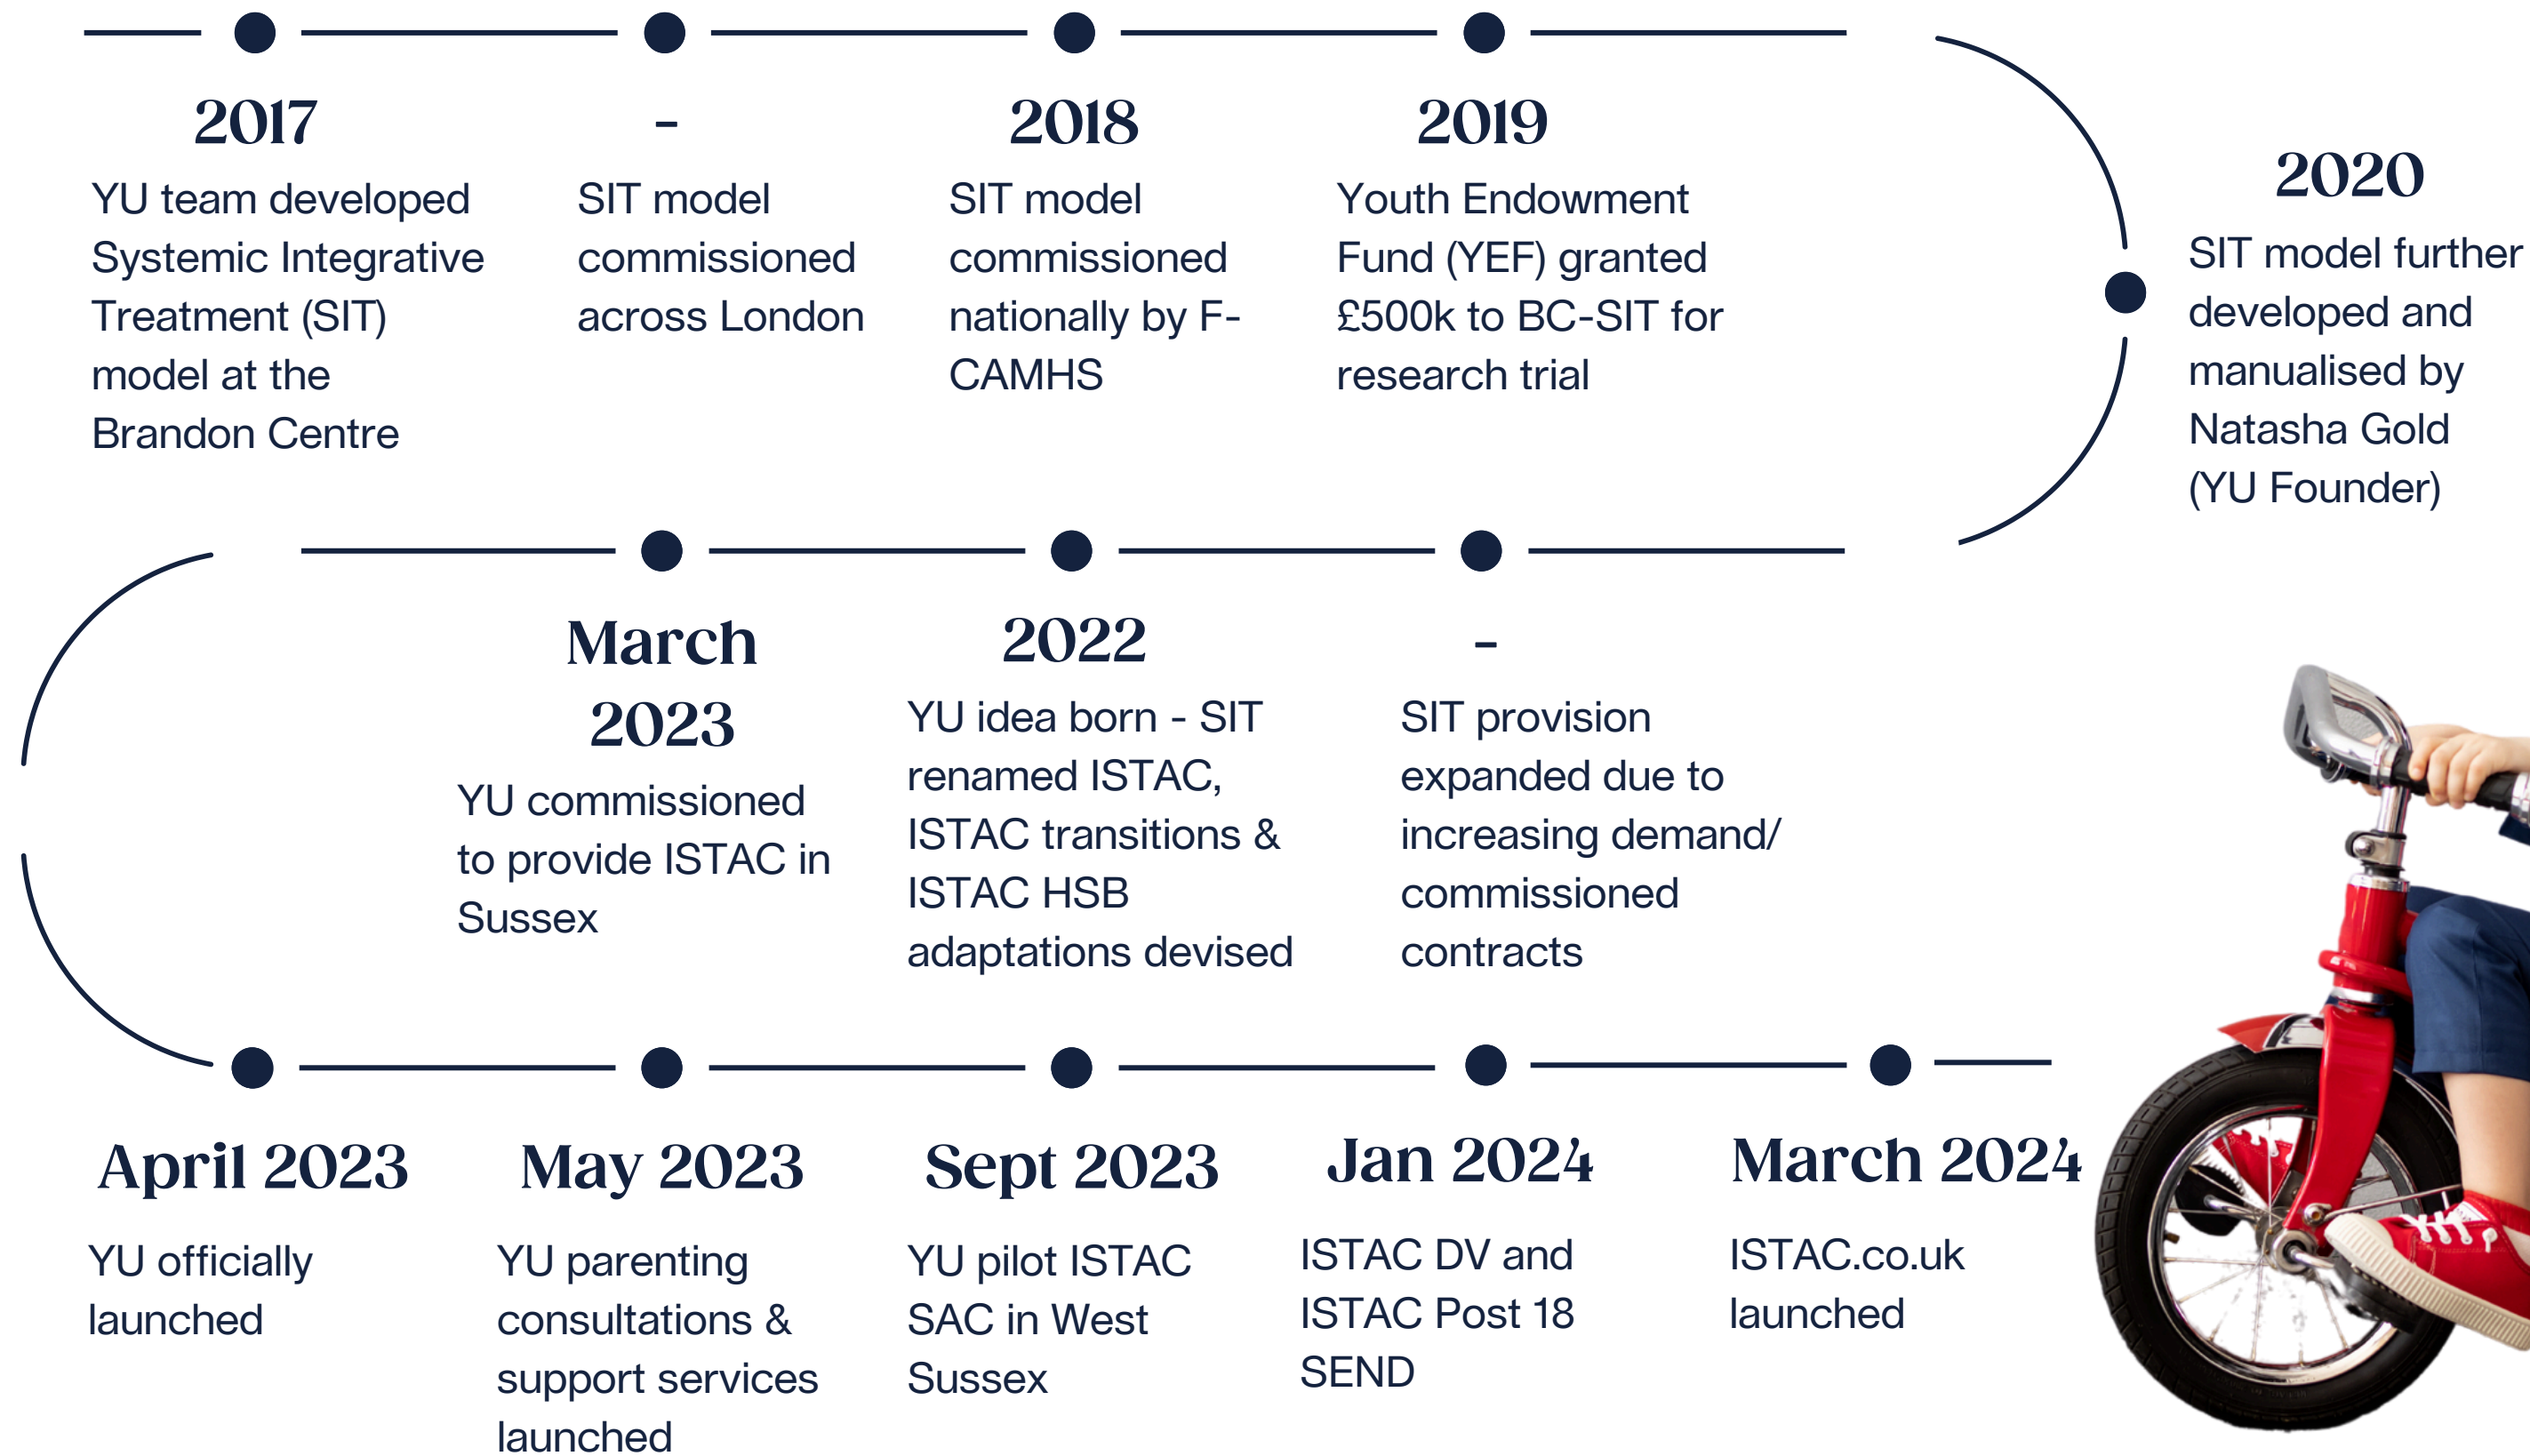 2017
YU team developed
Systemic Integrative
Treatment (SIT)
model at the
Brandon Centre
-
SIT model
commissioned
across London
2018
SIT model
commissioned
nationally by F-
CAMHS
2019
Youth Endowment
Fund (YEF) granted
£500k to BC-SIT for
research trial
2020
SIT model further
developed and
manualised by
Natasha Gold
(YU Founder)
-
SIT provision
expanded due to
increasing demand/
commissioned
contracts
2022
YU idea born - SIT
renamed ISTAC,
ISTAC transitions &
ISTAC HSB
adaptations devised
March
2023
YU commissioned
to provide ISTAC in
Sussex
April 2023
YU officially
launched
May 2023
YU parenting
consultations &
support services
launched
Sept 2023
YU pilot ISTAC
SAC in West
Sussex
Jan 2024
ISTAC DV and
ISTAC Post 18
SEND
March 2024
ISTAC.co.uk
launched